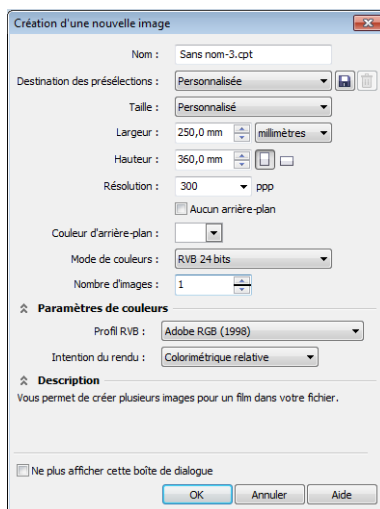 Création d'une nouvelle image
Nom : Sans nom-3.cpt
Destination des présélections : Personnalisée
Taille : Personnalisé
Largeur : 250,0 mm millimètres
Hauteur : 360,0 mm
Résolution : 300 ppp
Aucun arrière-plan
Couleur d'arrière-plan :
Mode de couleurs : RVB 24 bits
Nombre d'images : 1
Paramètres de couleurs
Profil RVB : Adobe RGB (1998)
Intention du rendu : Colorimétrique relative
Description
Vous permet de créer plusieurs images pour un film dans votre fichier.
Ne plus afficher cette boîte de dialogue
OK Annuler Aide